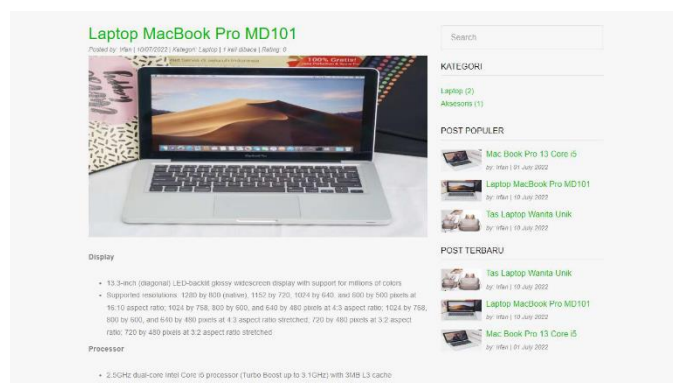 Laptop MacBook Pro MD101
Posted by: Irfan | 10/07/2022 | Kategori: Laptop | 1 kali dibaca | Rating: 0
100% Gratis!
MacBook Pro
Display
13.3-inch (diagonal) LED-backlit glossy widescreen display with support for millions of colors
Supported resolutions: 1280 by 800 (native), 1152 by 720, 1024 by 640, and 800 by 500 pixels at
16:10 aspect ratio; 1024 by 768, 800 by 600, and 640 by 480 pixels at 4:3 aspect ratio; 1024 by 768,
800 by 600, and 640 by 480 pixels at 4:3 aspect ratio stretched; 720 by 480 pixels at 3:2 aspect
ratio; 720 by 480 pixels at 3:2 aspect ratio stretched
Processor
2.5GHz dual-core Intel Core i5 processor (Turbo Boost up to 3.1GHz) with 3MB L3 cache
Search
KATEGORI
Laptop (2)
Aksesoris (1)
POST POPULER
Mac Book Pro 13 Core i5
by: Irfan | 01 July 2022
Laptop MacBook Pro MD101
by: Irfan | 10 July 2022
Tas Laptop Wanita Unik
by: Irfan | 10 July 2022
POST TERBARU
Tas Laptop Wanita Unik
by: Irfan | 10 July 2022
Laptop MacBook Pro MD101
by: Irfan | 10 July 2022
Mac Book Pro 13 Core i5
by: Irfan | 01 July 2022